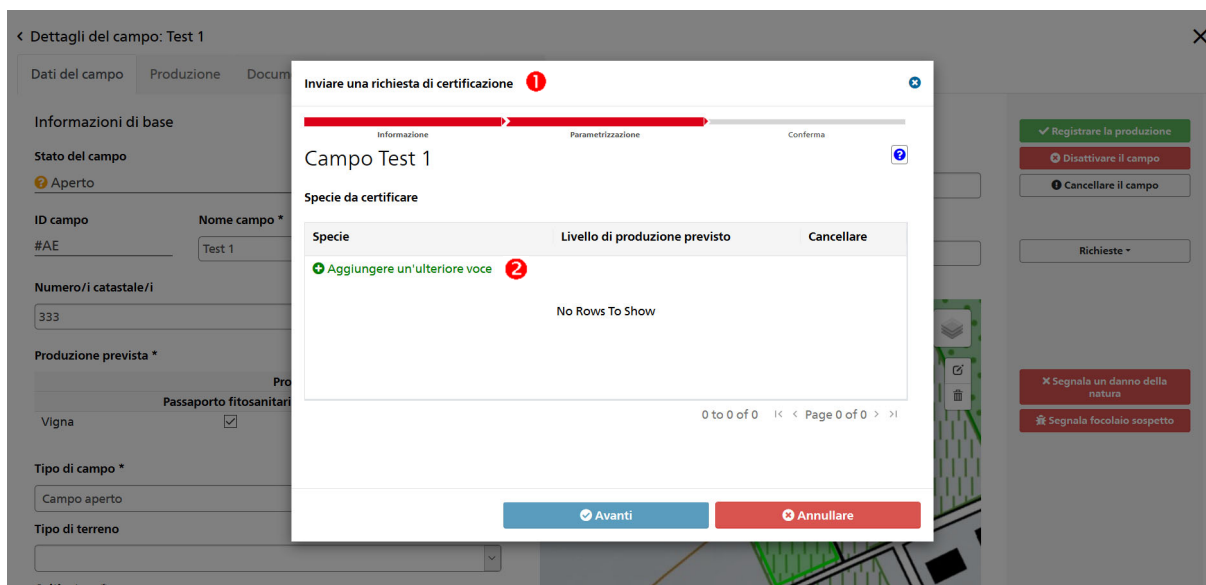 Dettagli del campo: Test 1
Dati del campo Produzione Docum
Informazioni di base
Stato del campo
Aperto
ID campo Nome campo *
#AE Test 1
Numero/i catastale/i
333
Produzione prevista *
Pro
Passaporto fitosanitari
Vigna
Tipo di campo *
Campo aperto
Tipo di terreno
Inviare una richiesta di certificazione 1
Informazione Parametrizzazione Conferma
Campo Test 1
Specie da certificare
Specie Livello di produzione previsto Cancellare
Aggiungere un'ulteriore voce 2
No Rows To Show
0 to 0 of 0 Page 0 of 0
Avanti Annullare
Registrare la produzione
Disattivare il campo
Cancellare il campo
Richieste
Segnala un danno della
natura
Segnala focolaio sospetto